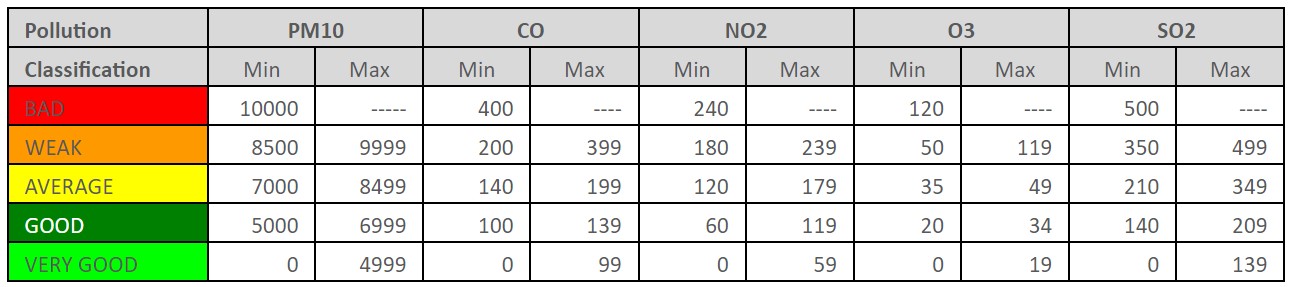 Pollution PM10 CO NO2 O3 SO2
Classification Min Max Min Max Min Max Min Max Min Max
BAD 10000 ----- 400 ---- 240 ---- 120 ---- 500 ----
WEAK 8500 9999 200 399 180 239 50 119 350 499
AVERAGE 7000 8499 140 199 120 179 35 49 210 349
GOOD 5000 6999 100 139 60 119 20 34 140 209
VERY GOOD 0 4999 0 99 0 59 0 19 0 139